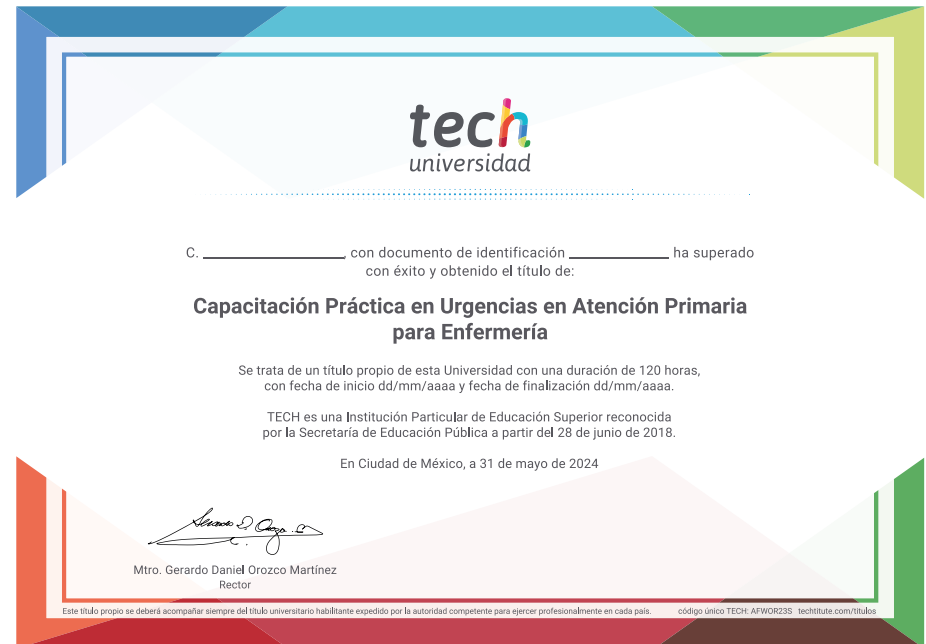 tech
universidad
C. ____________, con documento de identificación ____________ ha superado
con éxito y obtenido el título de:
Capacitación Práctica en Urgencias en Atención Primaria
para Enfermería
Se trata de un título propio de esta Universidad con una duración de 120 horas,
con fecha de inicio dd/mm/aaaa y fecha de finalización dd/mm/aaaa.
TECH es una Institución Particular de Educación Superior reconocida
por la Secretaría de Educación Pública a partir del 28 de junio de 2018.
En Ciudad de México, a 31 de mayo de 2024
Mtro. Gerardo Daniel Orozco Martínez
Rector
Este título propio se deberá acompañar siempre del título universitario habilitante expedido por la autoridad competente para ejercer profesionalmente en cada país. código único TECH: AFWOR23S techtitute.com/titulos